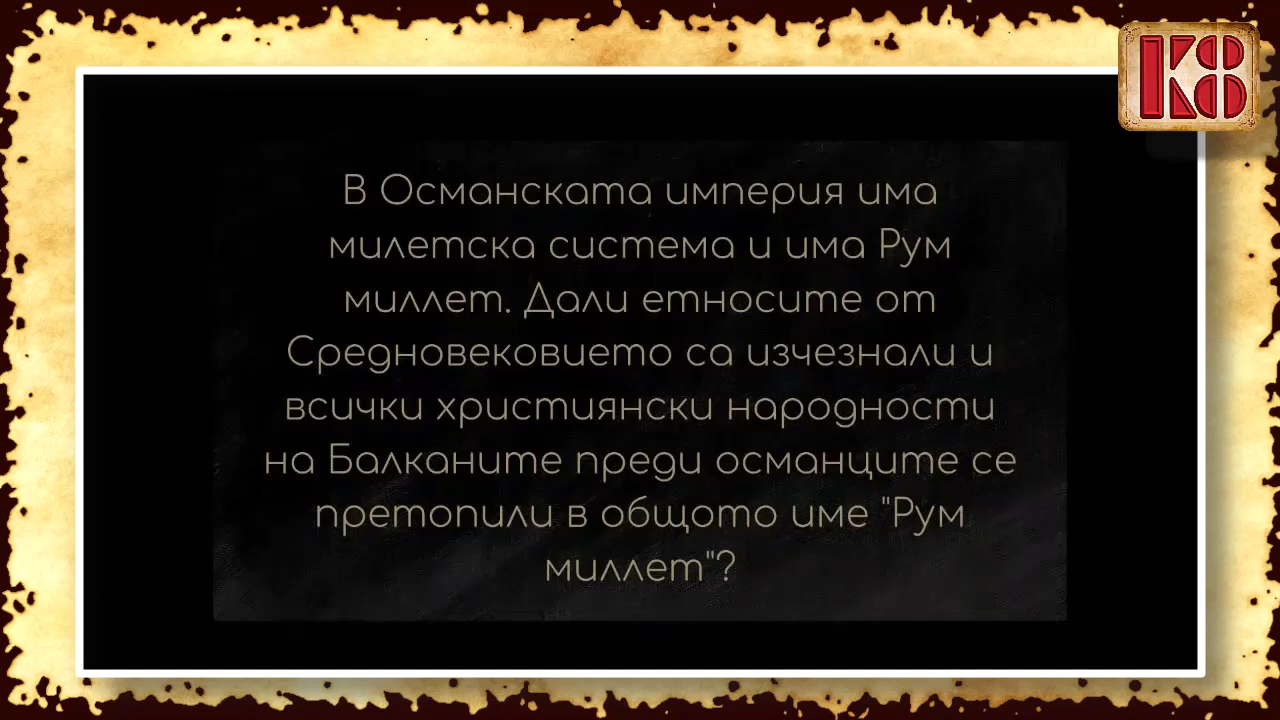 К8
В Османската империя има
милетска система и има Рум
миллет. Дали етносите от
Средновековието са изчезнали и
всички християнски народности
на Балканите преди османците се
претопили в общото име "Рум
миллет"?